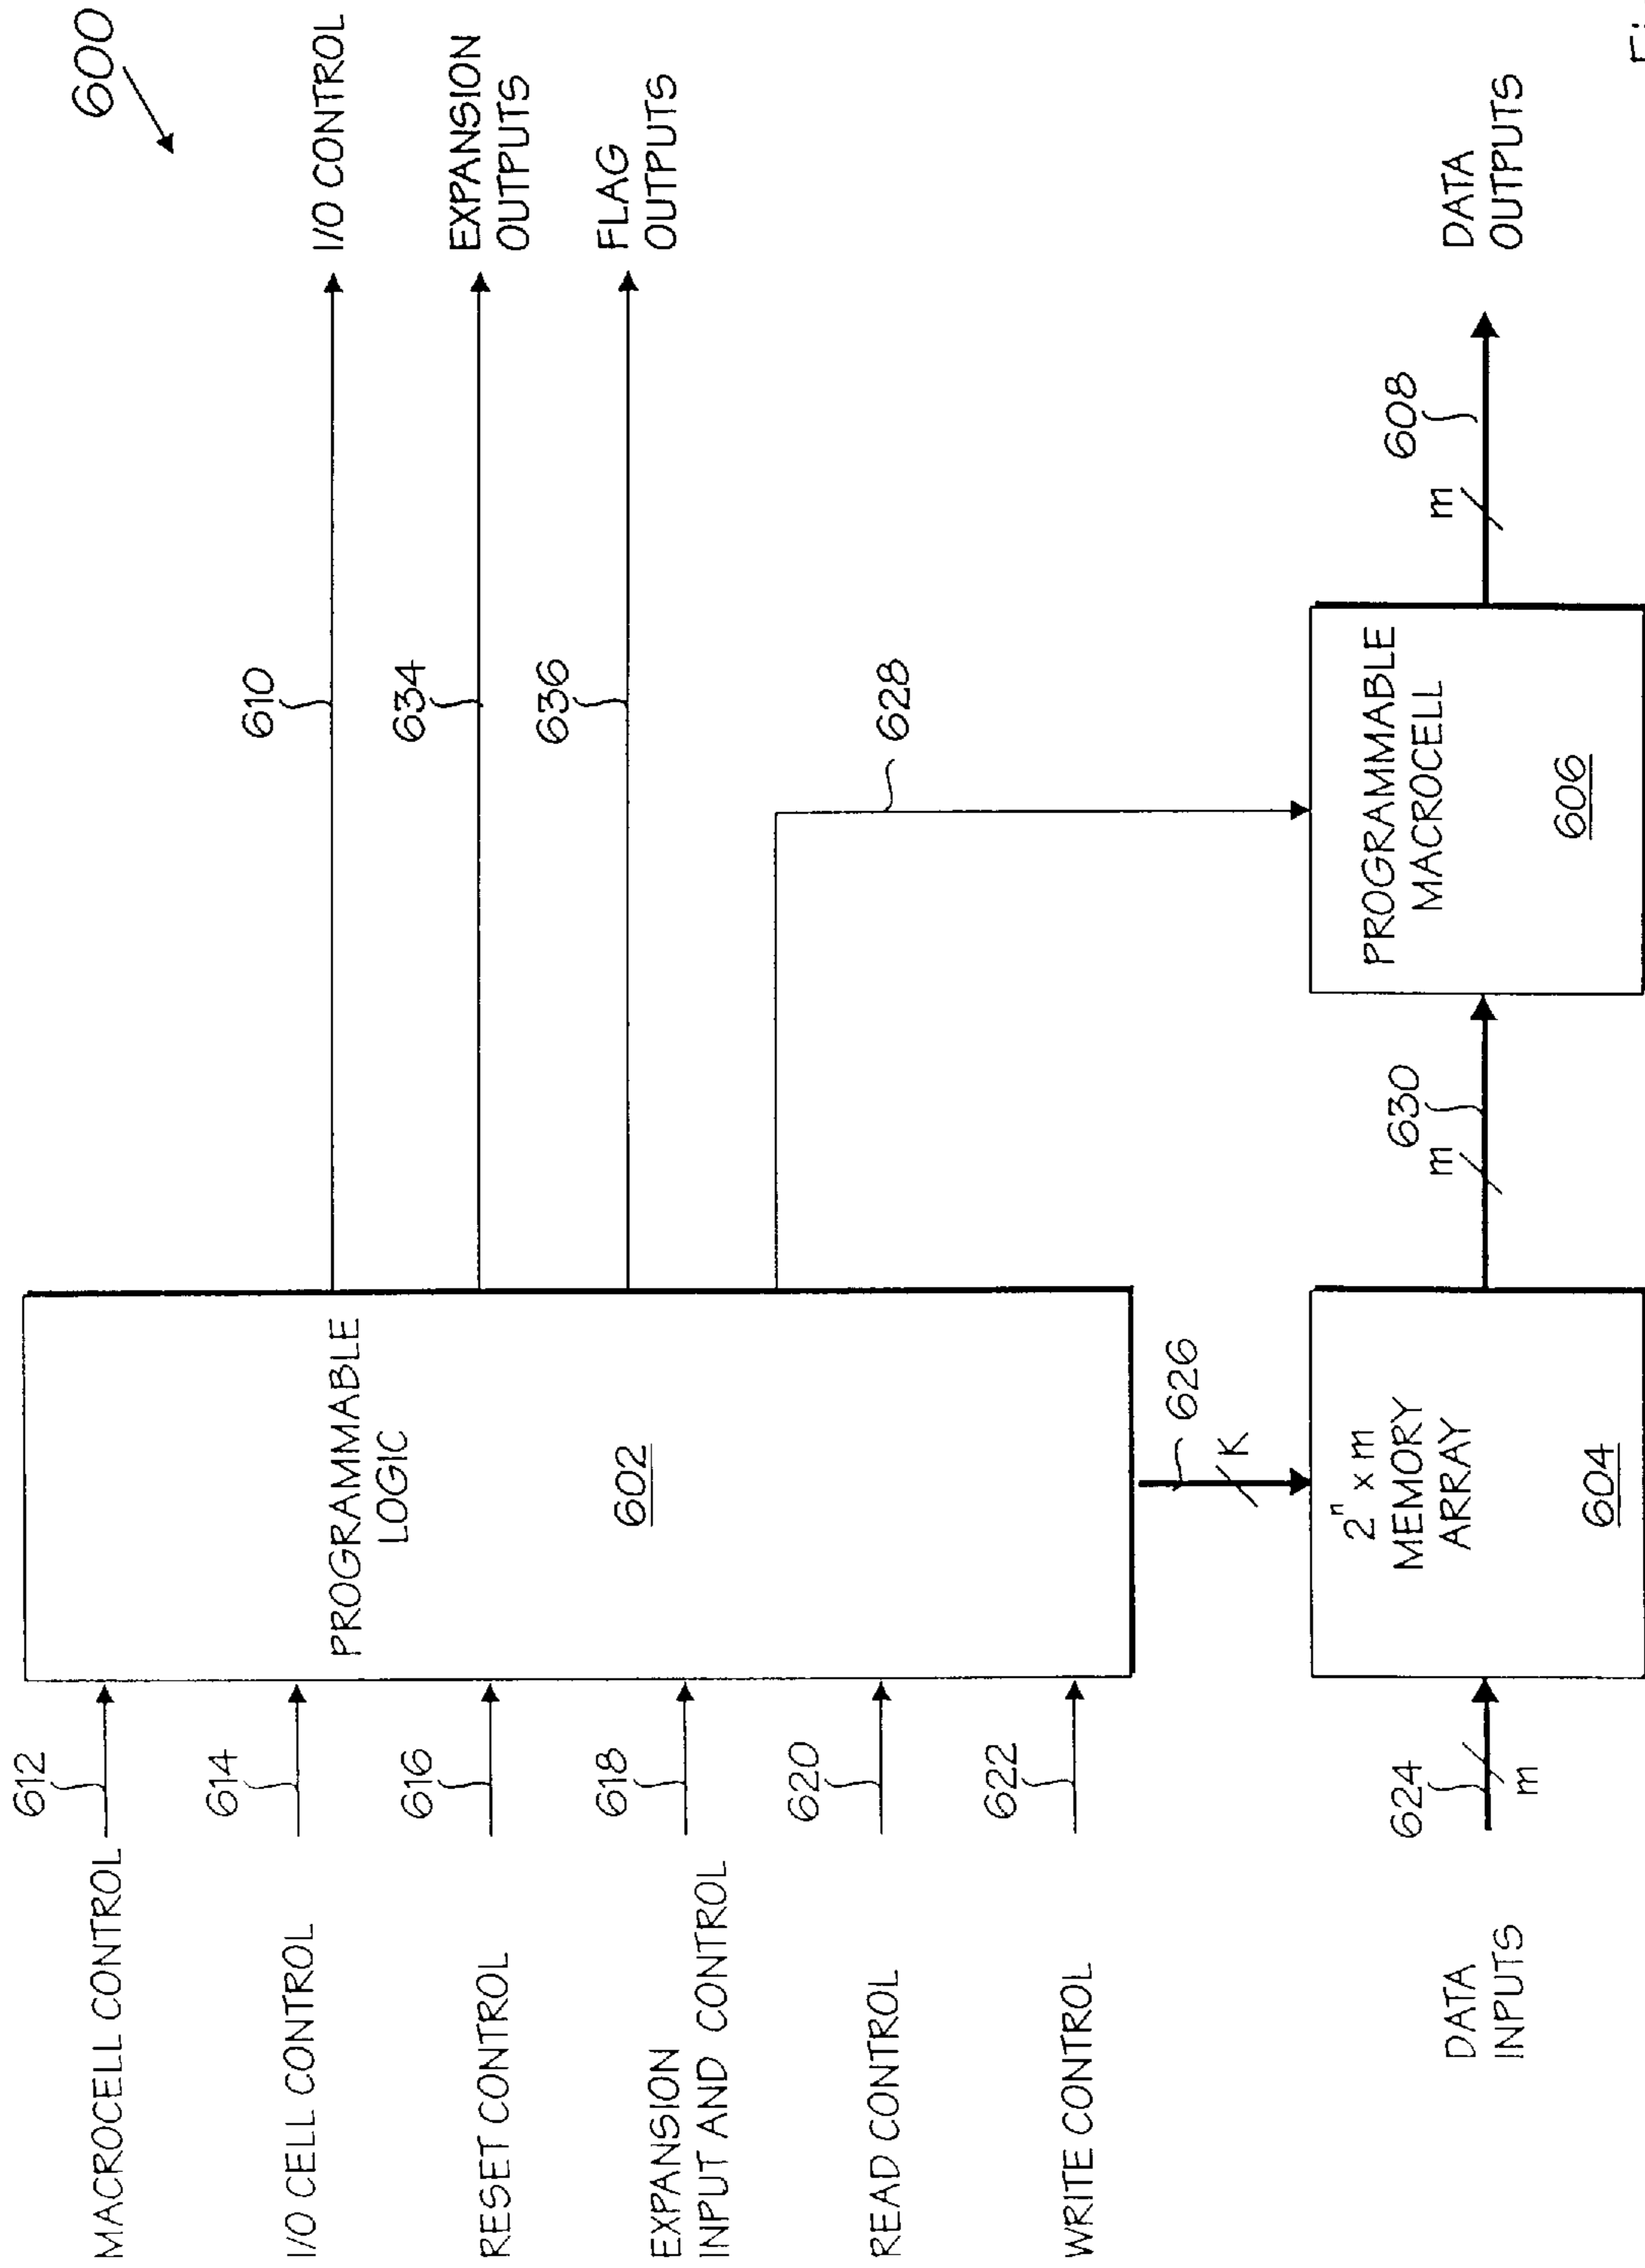 600
MACROCELL CONTROL
612
I/O CELL CONTROL
614
RESET CONTROL
616
EXPANSION
INPUT AND CONTROL
618
READ CONTROL
620
WRITE CONTROL
622
PROGRAMMABLE
LOGIC
602
610
I/O CONTROL
634
EXPANSION
OUTPUTS
636
FLAG
OUTPUTS
628
626
K
DATA
INPUTS
624
m
2ⁿ x m
MEMORY
ARRAY
604
630
m
PROGRAMMABLE
MACROCELL
606
608
m
DATA
OUTPUTS